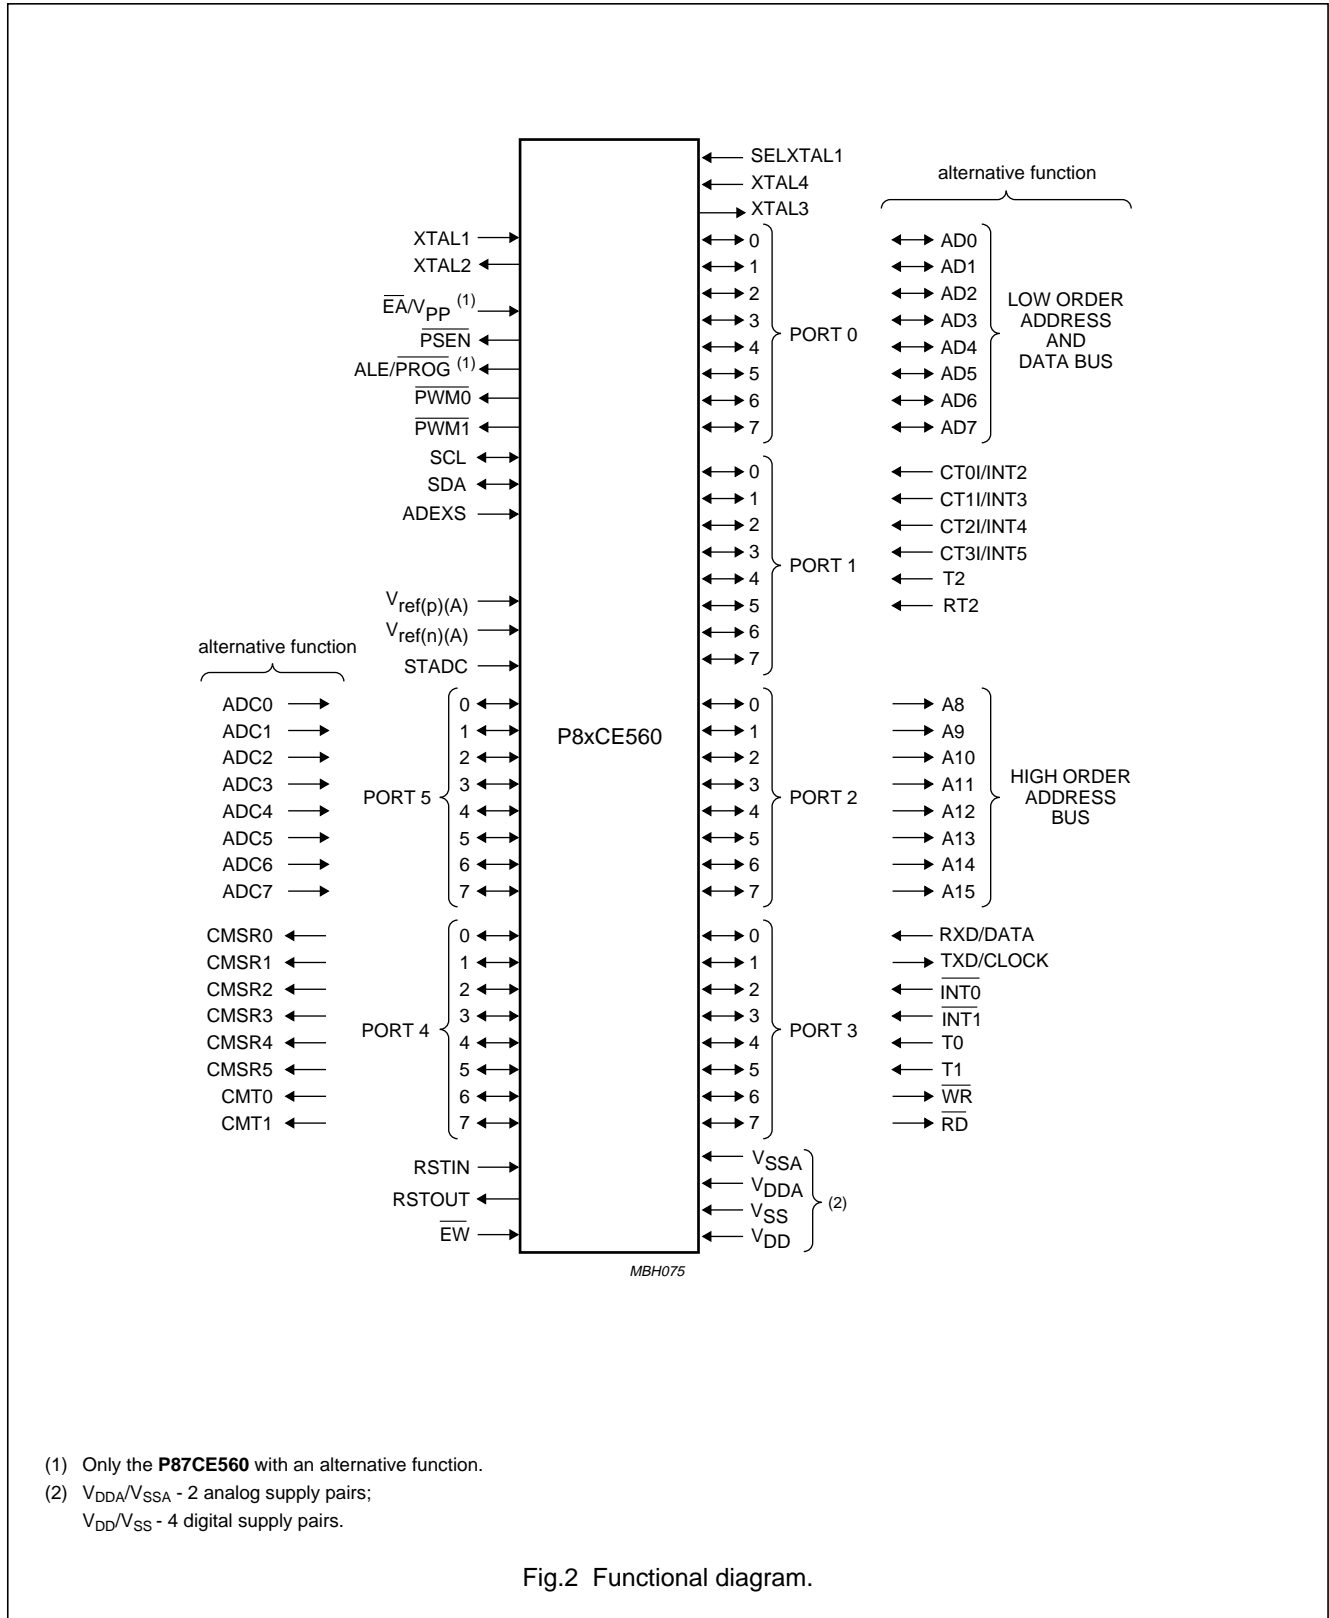 SELXTAL1
XTAL4
XTAL3
alternative function
XTAL1
XTAL2
EA/VPP (1)
PSEN
ALE/PROG (1)
PWM0
PWM1
SCL
SDA
ADEXS
Vref(p)(A)
Vref(n)(A)
STADC
0
1
2
3
4
5
6
7
PORT 0
AD0
AD1
AD2
AD3
AD4
AD5
AD6
AD7
LOW ORDER
ADDRESS
AND
DATA BUS
0
1
2
3
4
5
6
7
PORT 1
CT0I/INT2
CT1I/INT3
CT2I/INT4
CT3I/INT5
T2
RT2
alternative function
ADC0
ADC1
ADC2
ADC3
ADC4
ADC5
ADC6
ADC7
PORT 5
0
1
2
3
4
5
6
7
P8xCE560
0
1
2
3
4
5
6
7
PORT 2
A8
A9
A10
A11
A12
A13
A14
A15
HIGH ORDER
ADDRESS
BUS
CMSR0
CMSR1
CMSR2
CMSR3
CMSR4
CMSR5
CMT0
CMT1
PORT 4
0
1
2
3
4
5
6
7
0
1
2
3
4
5
6
7
PORT 3
RXD/DATA
TXD/CLOCK
INT0
INT1
T0
T1
WR
RD
RSTIN
RSTOUT
EW
VSSA
VDDA
VSS
VDD
(2)
MBH075
(1) Only the P87CE560 with an alternative function.
(2) VDDA/VSSA - 2 analog supply pairs;
VDD/VSS - 4 digital supply pairs.
Fig.2 Functional diagram.